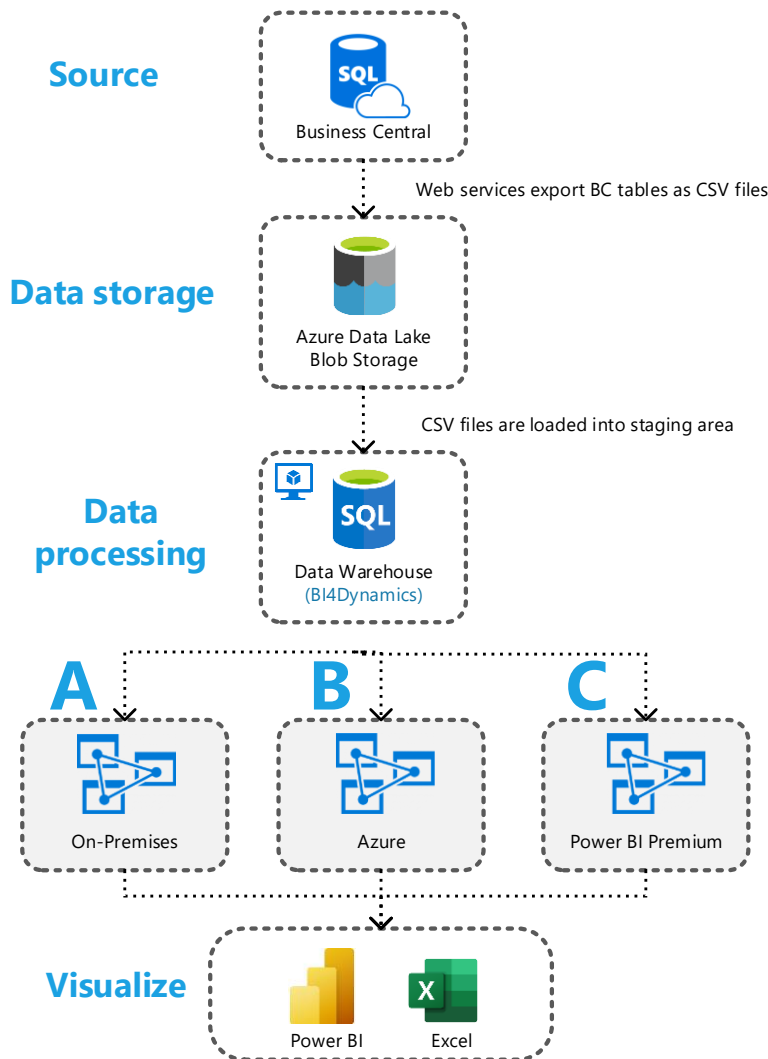 Source
SQL
Business Central
Web services export BC tables as CSV files
Data storage
Azure Data Lake
Blob Storage
CSV files are loaded into staging area
Data
processing
SQL
Data Warehouse
(BI4Dynamics)
A
B
C
On-Premises
Azure
Power BI Premium
Visualize
X
Power BI
Excel